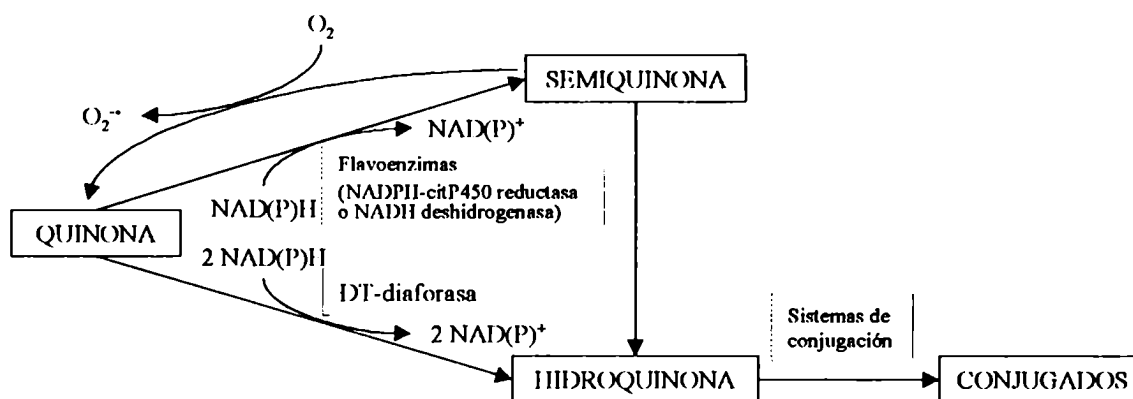 O₂
SEMIQUINONA
O₂⁻•
NAD(P)⁺
Flavoenzimas
(NADPH-citP450 reductasa
o NADH deshidrogenasa)
NAD(P)H
QUINONA
2 NAD(P)H
DT-diaforasa
2 NAD(P)⁺
Sistemas de
conjugación
HIDROQUINONA
CONJUGADOS